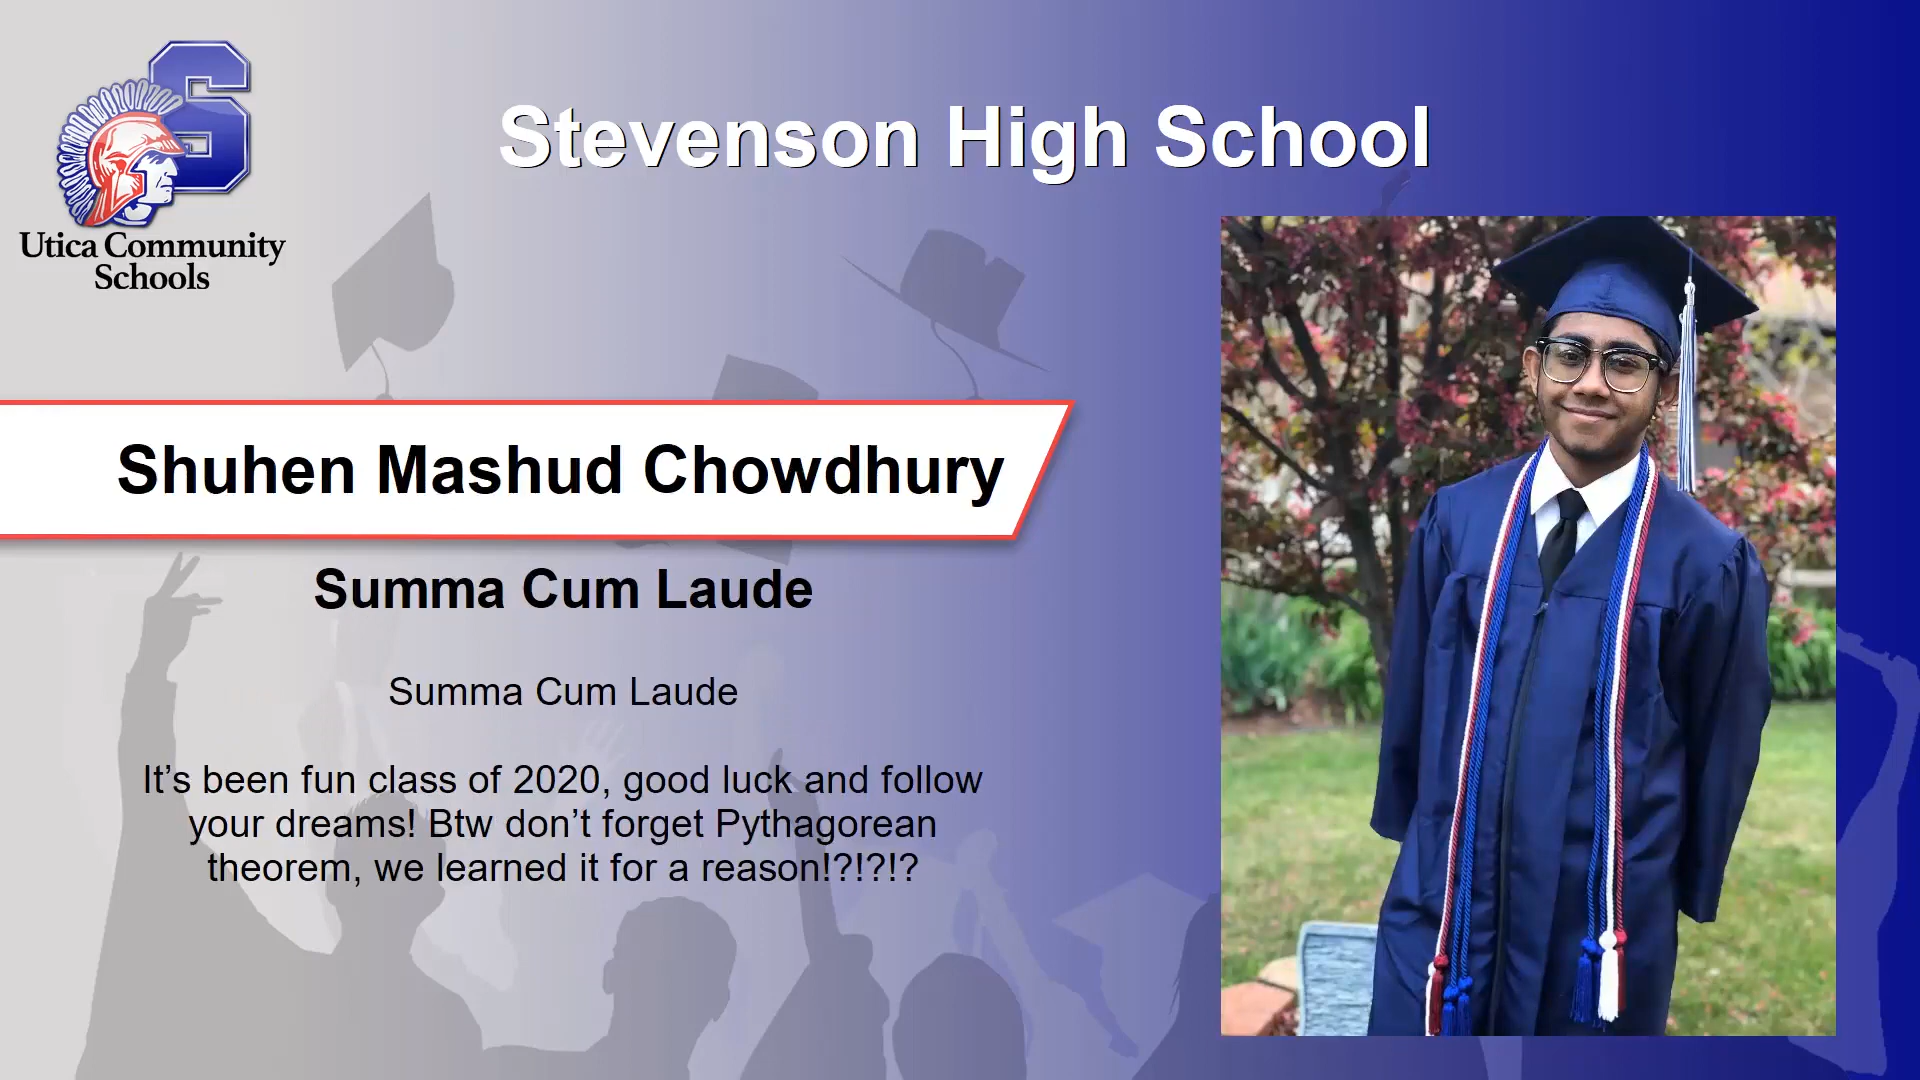 S
Utica Community
Schools
Stevenson High School
Shuhen Mashud Chowdhury
Summa Cum Laude
Summa Cum Laude
It’s been fun class of 2020, good luck and follow
your dreams! Btw don’t forget Pythagorean
theorem, we learned it for a reason!?!?!?